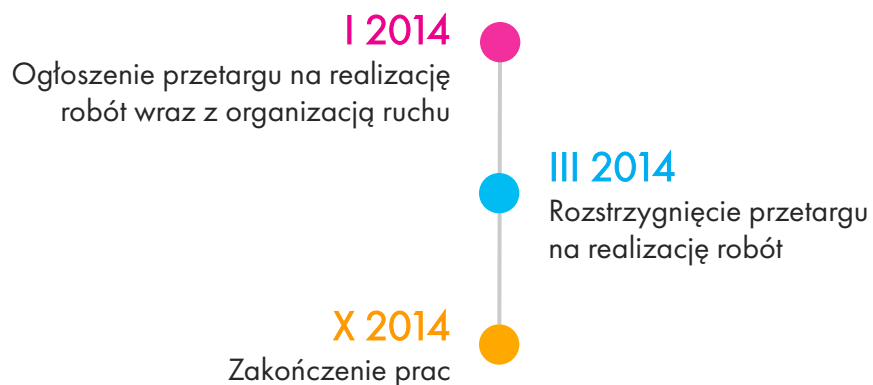 I 2014
Ogłoszenie przetargu na realizację
robót wraz z organizacją ruchu
III 2014
Rozstrzygnięcie przetargu
na realizację robót
X 2014
Zakończenie prac